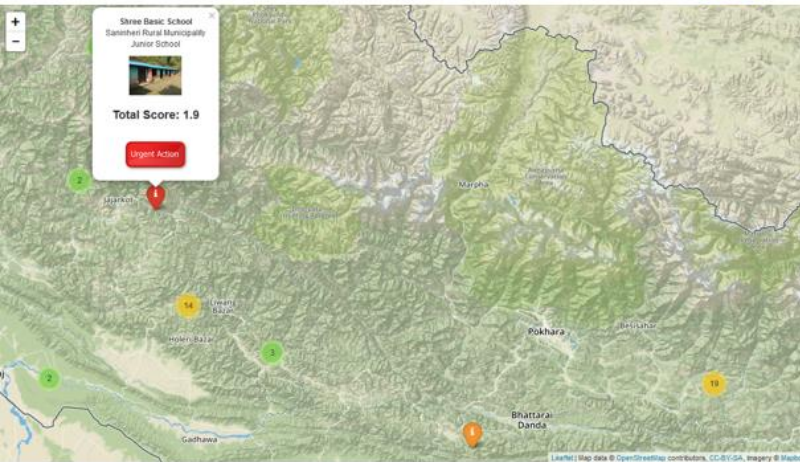 +
−
×
Shree Basic School
Saninheri Rural Municipality
Junior School
Total Score: 1.9
Urgent Action
2
Jajarkot
Marpha
14
Liwang
Bazar
Holeri Bazar
3
2
Pokhara
Besisahar
19
Bhattarai
Danda
Gadhawa
Leaflet | Map data © OpenStreetMap contributors, CC-BY-SA, Imagery © Mapbo